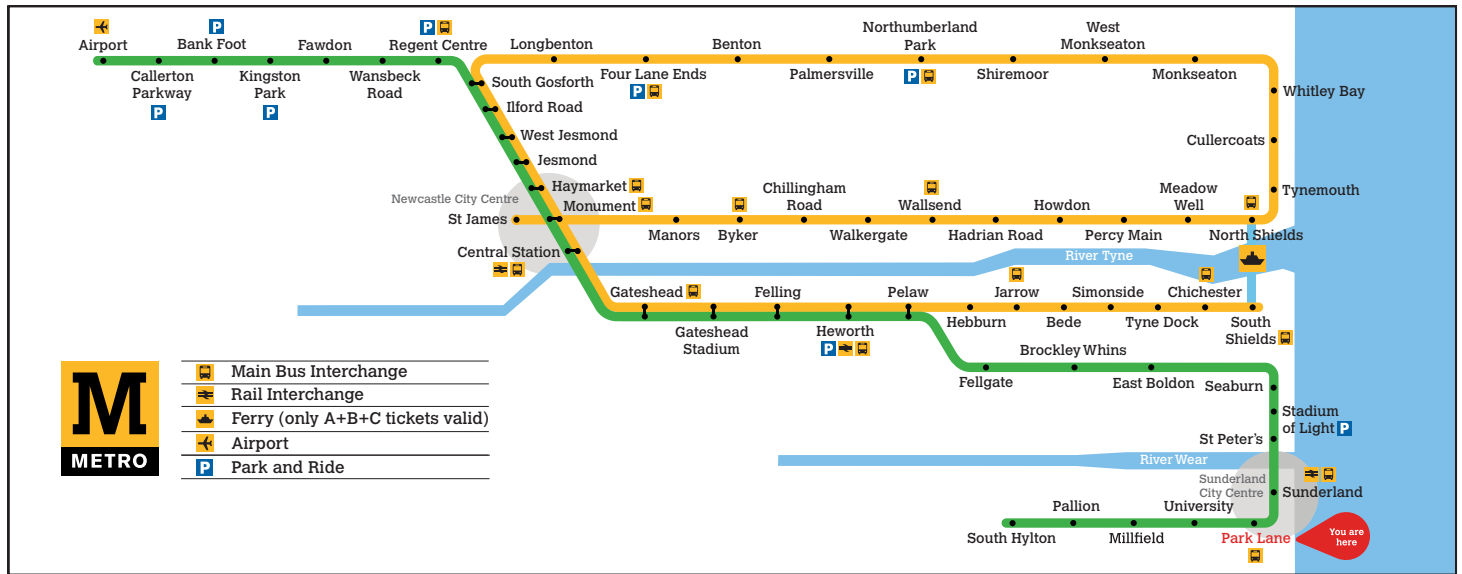 Airport
Callerton
Parkway
P
Bank Foot
P
Kingston
Park
P
Fawdon
Wansbeck
Road
Regent Centre
P
Longbenton
Four Lane Ends
P
Benton
Palmersville
Northumberland
Park
P
Shiremoor
West
Monkseaton
Monkseaton
Whitley Bay
Cullercoats
Tynemouth
South Gosforth
Ilford Road
West Jesmond
Jesmond
Haymarket
Newcastle City Centre
Monument
St James
Manors
Byker
Chillingham
Road
Walkergate
Wallsend
Hadrian Road
Howdon
Percy Main
Meadow
Well
North Shields
Central Station
River Tyne
Gateshead
Gateshead
Stadium
Felling
Heworth
P
Pelaw
Hebburn
Jarrow
Bede
Simonside
Tyne Dock
Chichester
South
Shields
Fellgate
Brockley Whins
East Boldon
Seaburn
Stadium
of Light P
St Peter's
River Wear
Sunderland
City Centre
Sunderland
South Hylton
Pallion
Millfield
University
Park Lane
You are
here
M
METRO
Main Bus Interchange
Rail Interchange
Ferry (only A+B+C tickets valid)
Airport
P Park and Ride